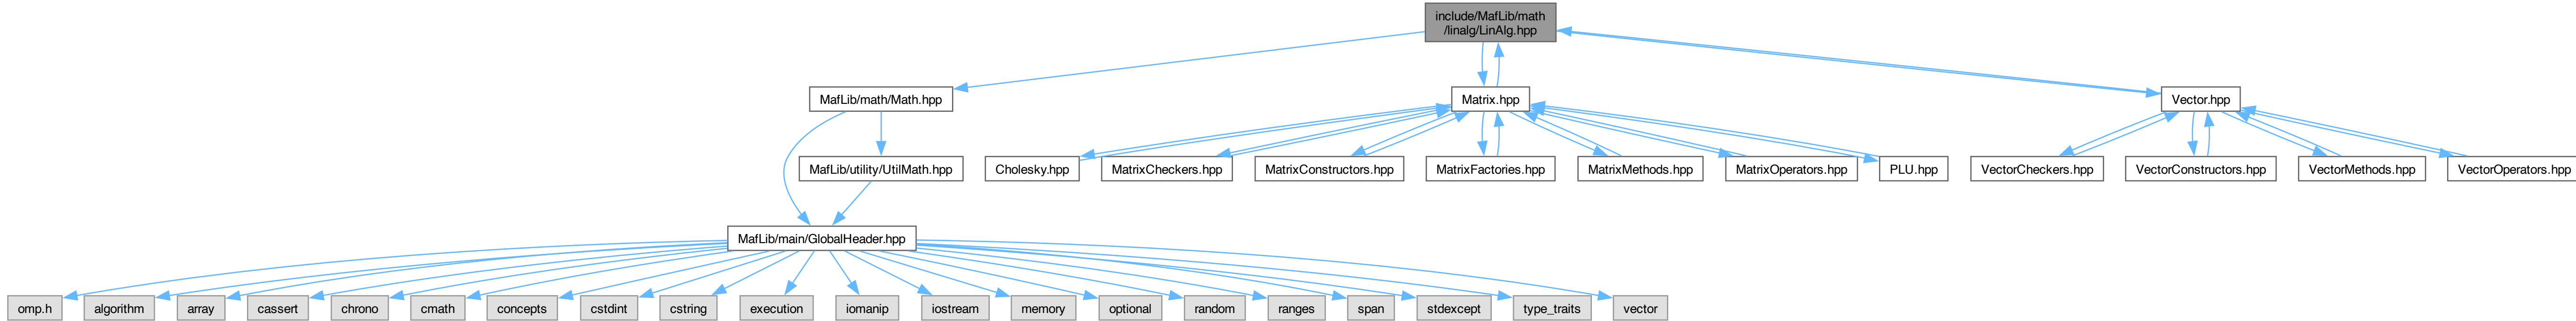 include/MafLib/math
/linalg/LinAlg.hpp
MafLib/math/Math.hpp
Matrix.hpp
Vector.hpp
MafLib/utility/UtilMath.hpp
Cholesky.hpp
MatrixCheckers.hpp
MatrixConstructors.hpp
MatrixFactories.hpp
MatrixMethods.hpp
MatrixOperators.hpp
PLU.hpp
VectorCheckers.hpp
VectorConstructors.hpp
VectorMethods.hpp
VectorOperators.hpp
MafLib/main/GlobalHeader.hpp
omp.h
algorithm
array
cassert
chrono
cmath
concepts
cstdint
cstring
execution
iomanip
iostream
memory
optional
random
ranges
span
stdexcept
type_traits
vector